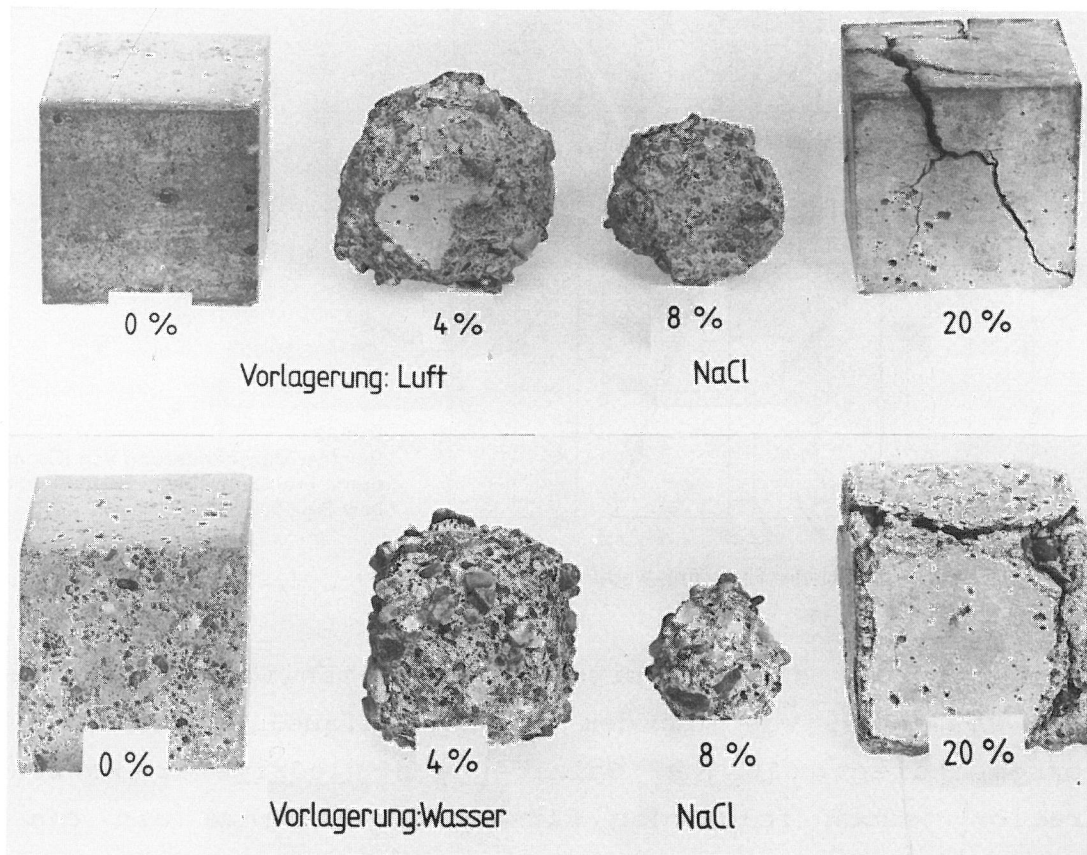 0 % 4% 8 % 20 %
Vorlagerung: Luft NaCl
0 % 4% 8 % 20 %
Vorlagerung:Wasser NaCl